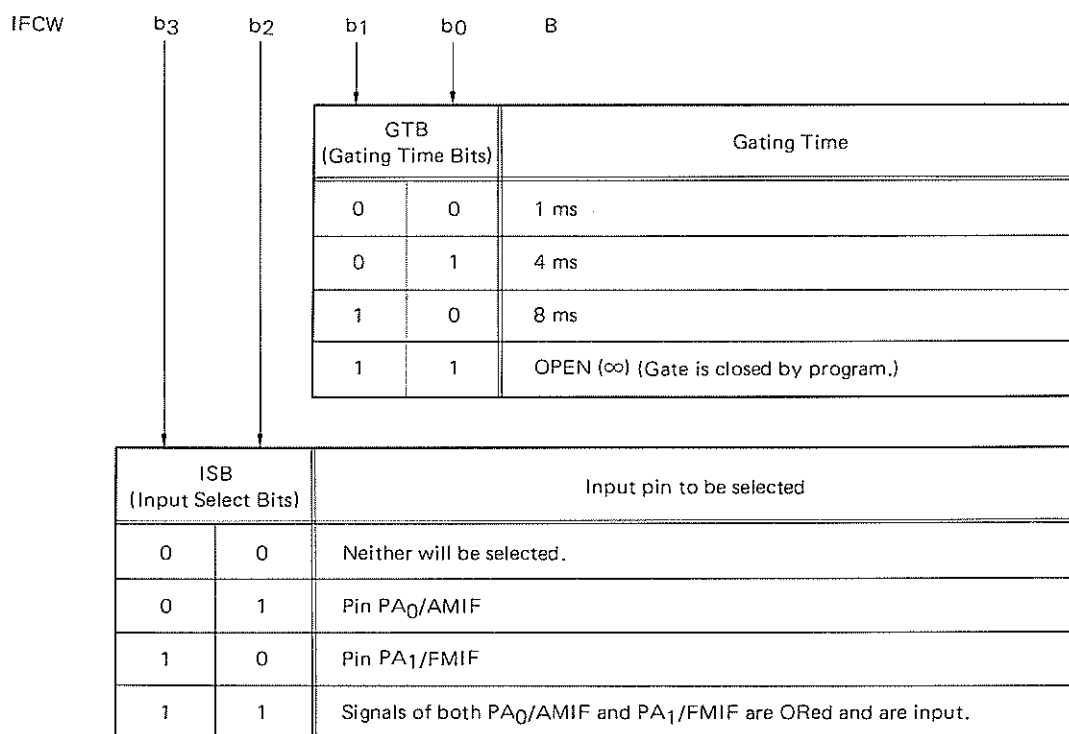 IFCW b3 b2 b1 b0 B
GTB
(Gating Time Bits)
Gating Time
0 0 1 ms
0 1 4 ms
1 0 8 ms
1 1 OPEN (∞) (Gate is closed by program.)
ISB
(Input Select Bits)
Input pin to be selected
0 0 Neither will be selected.
0 1 Pin PA0/AMIF
1 0 Pin PA1/FMIF
1 1 Signals of both PA0/AMIF and PA1/FMIF are ORed and are input.